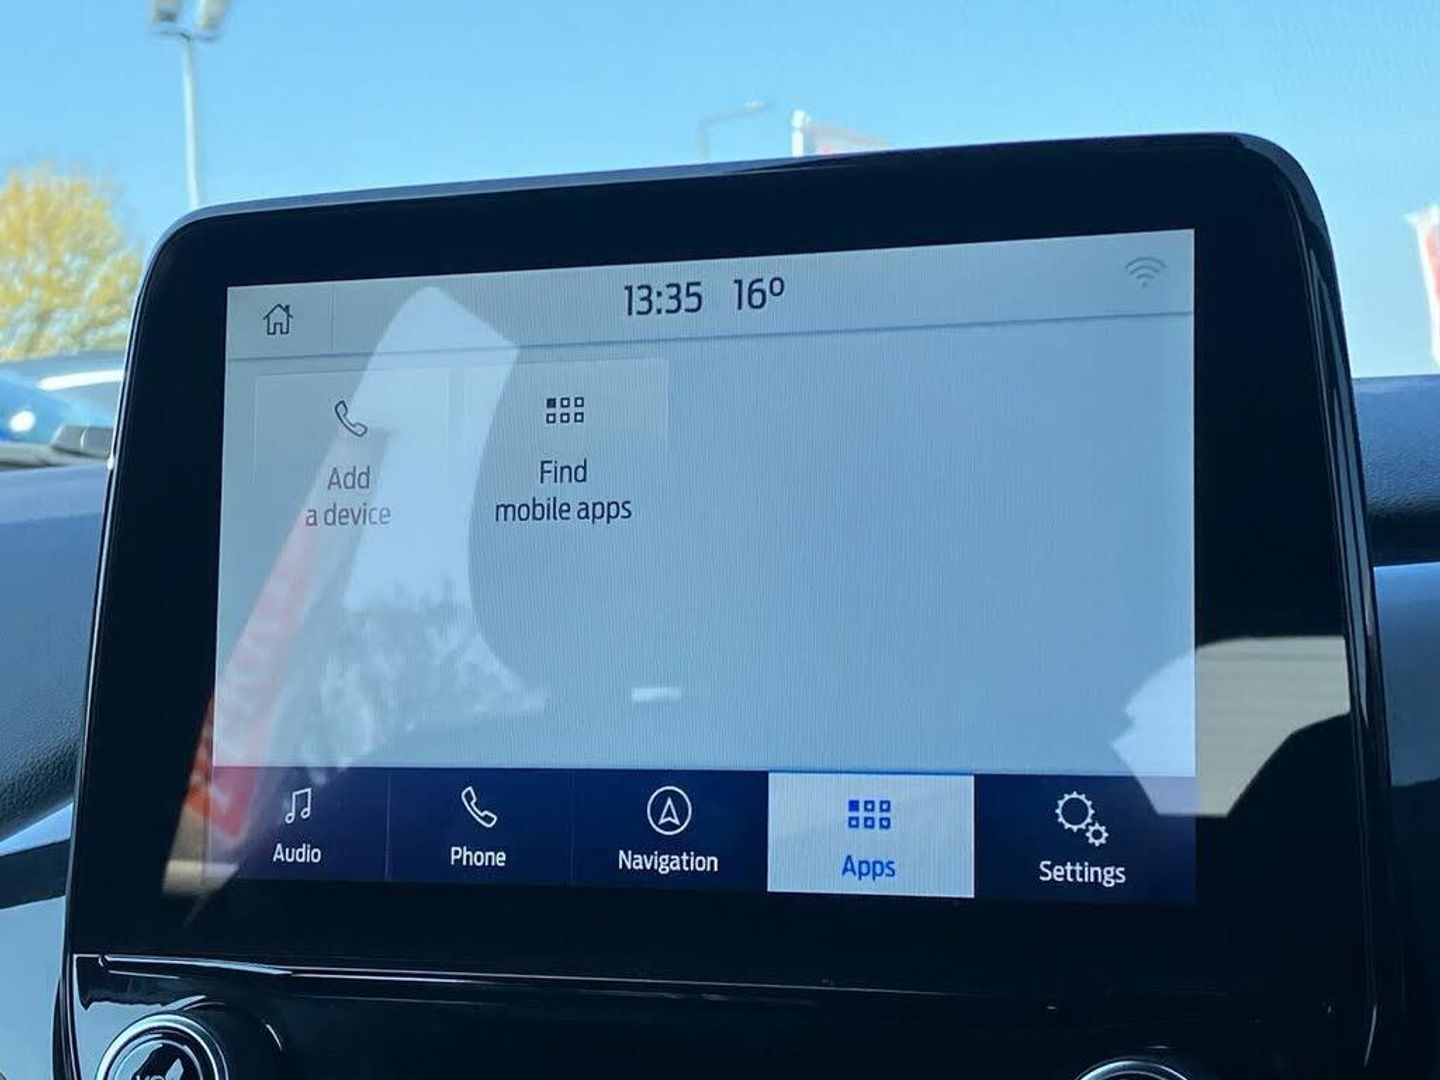 13:35 16°
Add
a device
Find
mobile apps
Audio
Phone
Navigation
Apps
Settings